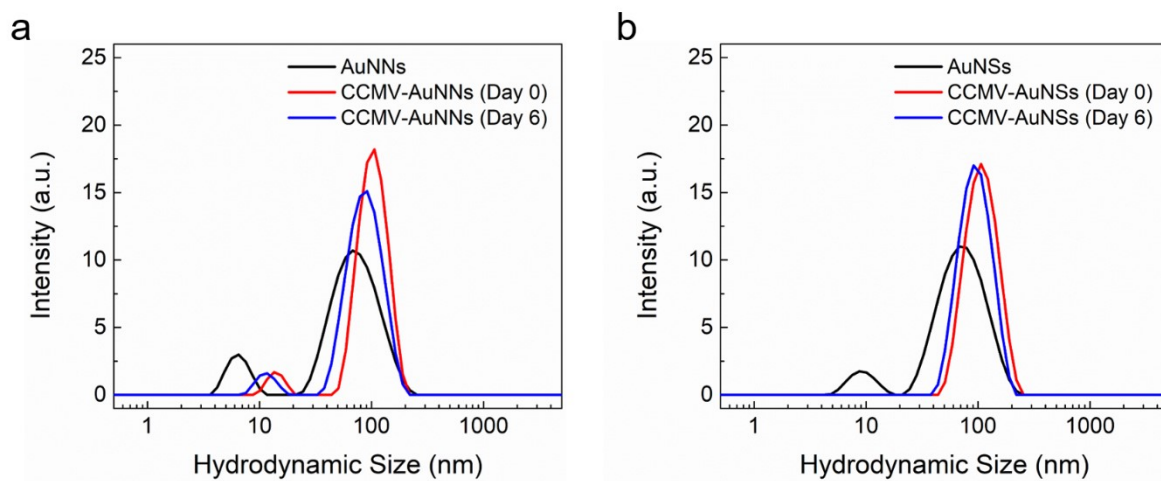 a
AuNNs
CCMV-AuNNs (Day 0)
CCMV-AuNNs (Day 6)
25
20
15
10
5
0
Intensity (a.u.)
1 10 100 1000
Hydrodynamic Size (nm)
b
AuNSs
CCMV-AuNSs (Day 0)
CCMV-AuNSs (Day 6)
25
20
15
10
5
0
Intensity (a.u.)
1 10 100 1000
Hydrodynamic Size (nm)